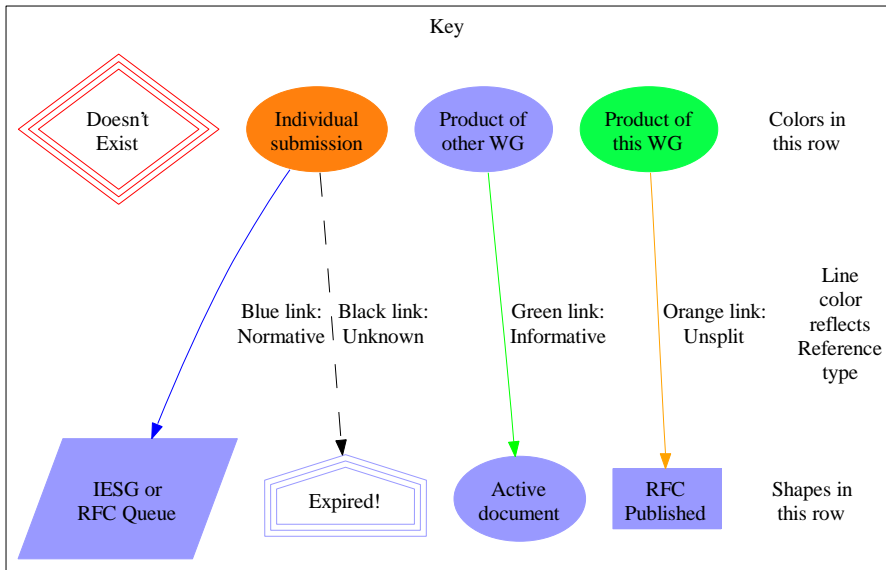 Key
Doesn't
Exist
Individual
submission
Product of
other WG
Product of
this WG
Colors in
this row
Blue link:
Normative
Black link:
Unknown
Green link:
Informative
Orange link:
Unsplit
Line
color
reflects
Reference
type
IESG or
RFC Queue
Expired!
Active
document
RFC
Published
Shapes in
this row